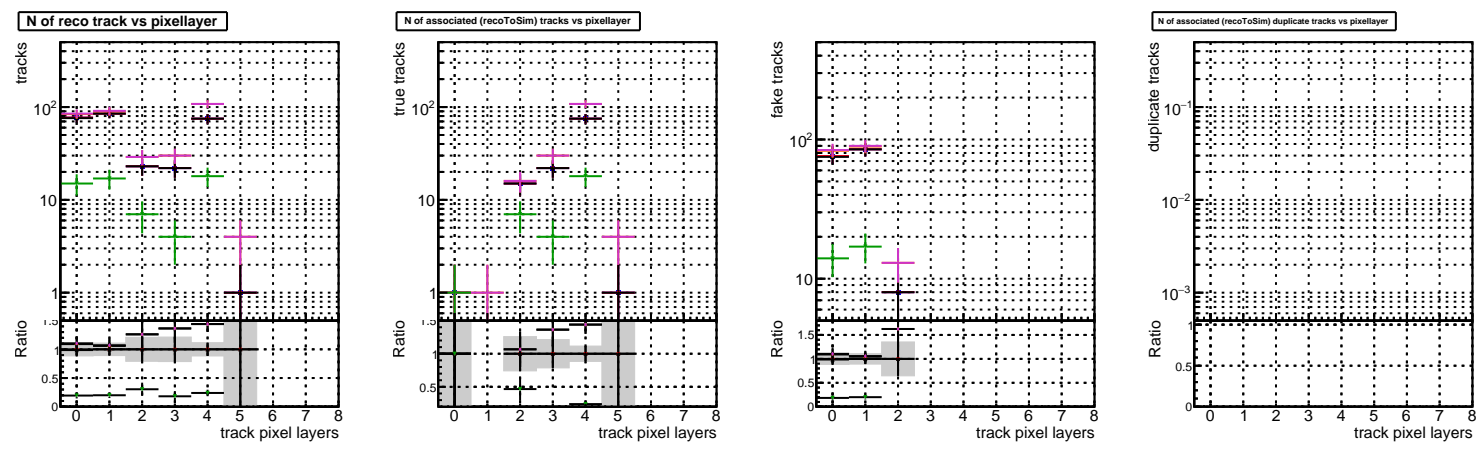 N of reco track vs pixellayer
tracks
10²
10
1
1.5
Ratio
1
0.5
0
0 1 2 3 4 5 6 7 8
track pixel layers
N of associated (recoToSim) tracks vs pixellayer
true tracks
10²
10
1
Ratio
1
0.5
0 1 2 3 4 5 6 7 8
track pixel layers
fake tracks
10²
10
Ratio
1.5
1
0.5
0
0 1 2 3 4 5 6 7 8
track pixel layers
N of associated (recoToSim) duplicate tracks vs pixellayer
duplicate tracks
10⁻¹
10⁻²
10⁻³
Ratio
1
0.5
0
0 1 2 3 4 5 6 7 8
track pixel layers